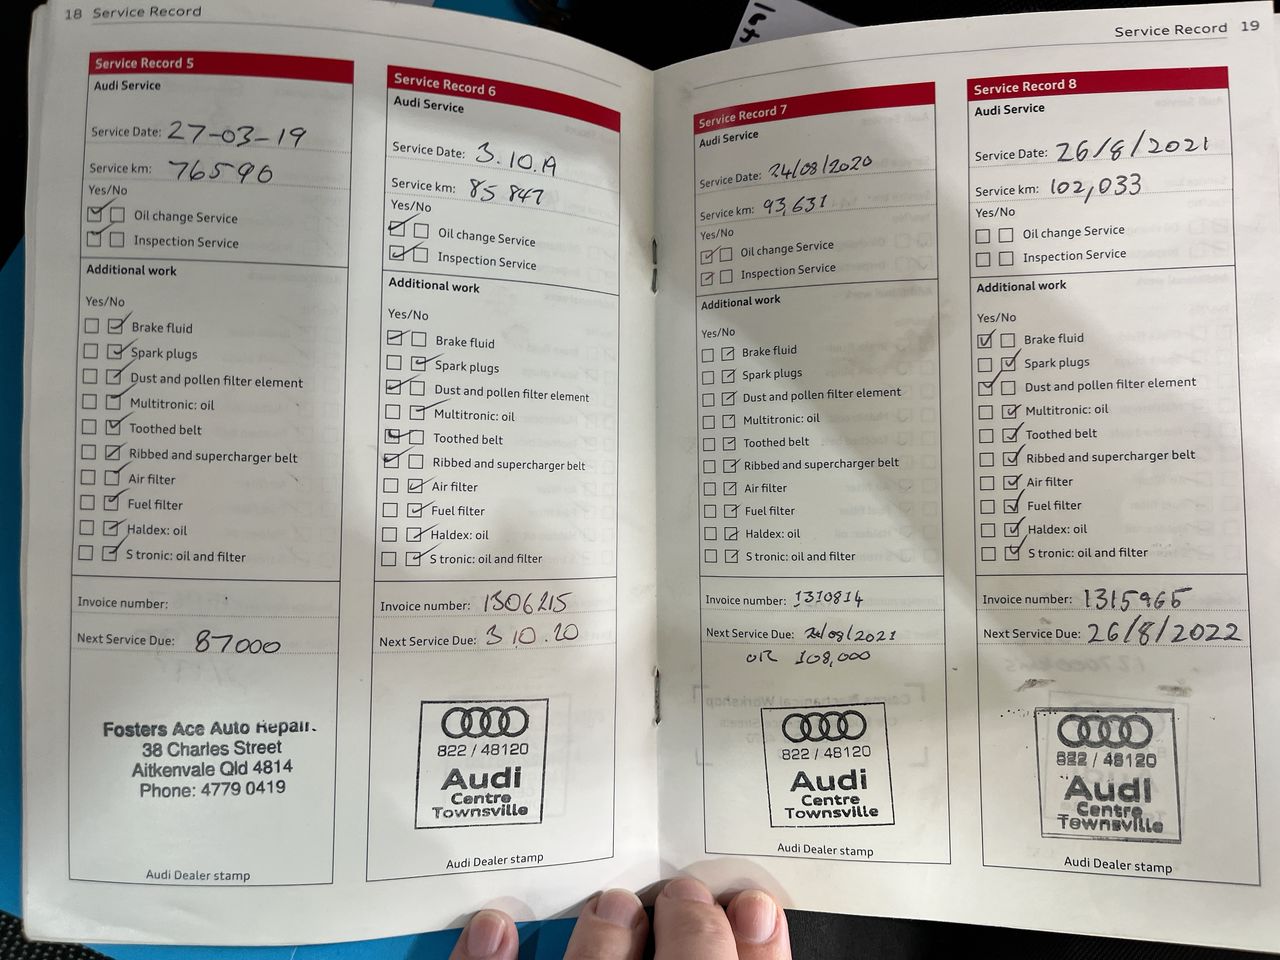 18 Service Record
Service Record 5
Audi Service
Service Date: 27-03-19
Service km: 76590
Yes/No
Oil change Service
Inspection Service
Additional work
Yes/No
Brake fluid
Spark plugs
Dust and pollen filter element
Multitronic: oil
Toothed belt
Ribbed and supercharger belt
Air filter
Fuel filter
Haldex: oil
S tronic: oil and filter
Invoice number:
Next Service Due: 87000
Fosters Ace Auto Repair.
38 Charles Street
Aitkenvale Qld 4814
Phone: 4779 0419
Audi Dealer stamp
Service Record 6
Audi Service
Service Date: 3.10.19
Service km: 85 847
Yes/No
Oil change Service
Inspection Service
Additional work
Yes/No
Brake fluid
Spark plugs
Dust and pollen filter element
Multitronic: oil
Toothed belt
Ribbed and supercharger belt
Air filter
Fuel filter
Haldex: oil
S tronic: oil and filter
Invoice number: 1306215
Next Service Due: 3 10.20
822 / 48120
Audi
Centre
Townsville
Audi Dealer stamp
Service Record 19
Service Record 7
Audi Service
Service Date: 24/08/2020
Service km: 93,631
Yes/No
Oil change Service
Inspection Service
Additional work
Yes/No
Brake fluid
Spark plugs
Dust and pollen filter element
Multitronic: oil
Toothed belt
Ribbed and supercharger belt
Air filter
Fuel filter
Haldex: oil
S tronic: oil and filter
Invoice number: 1310814
Next Service Due: 24/08/2021
OR 108,000
822 / 48120
Audi
Centre
Townsville
Audi Dealer stamp
Service Record 8
Audi Service
Service Date: 26/8/2021
Service km: 102,033
Yes/No
Oil change Service
Inspection Service
Additional work
Yes/No
Brake fluid
Spark plugs
Dust and pollen filter element
Multitronic: oil
Toothed belt
Ribbed and supercharger belt
Air filter
Fuel filter
Haldex: oil
S tronic: oil and filter
Invoice number: 1315965
Next Service Due: 26/8/2022
822 / 48120
Audi
Centre
Townsville
Audi Dealer stamp